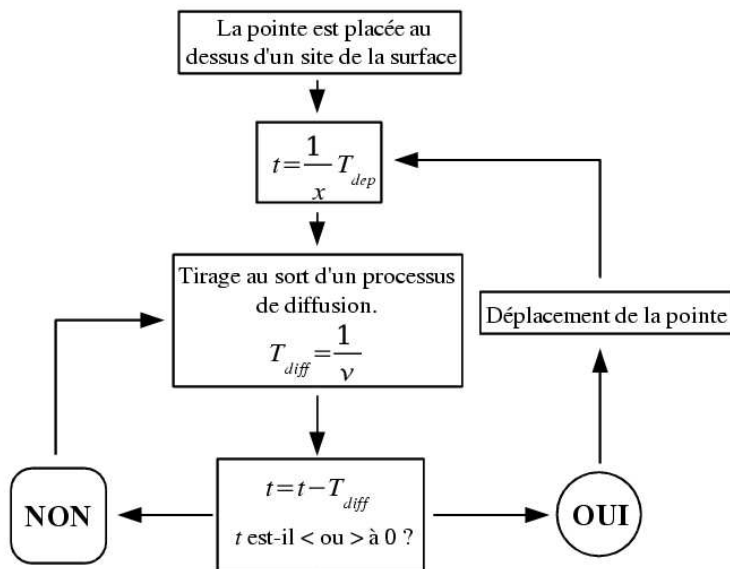 La pointe est placée au
dessus d'un site de la surface
t = 1/x T_dep
Tirage au sort d'un processus
de diffusion.
T_diff = 1/ν
Déplacement de la pointe
t = t − T_diff
t est-il < ou > à 0 ?
NON
OUI